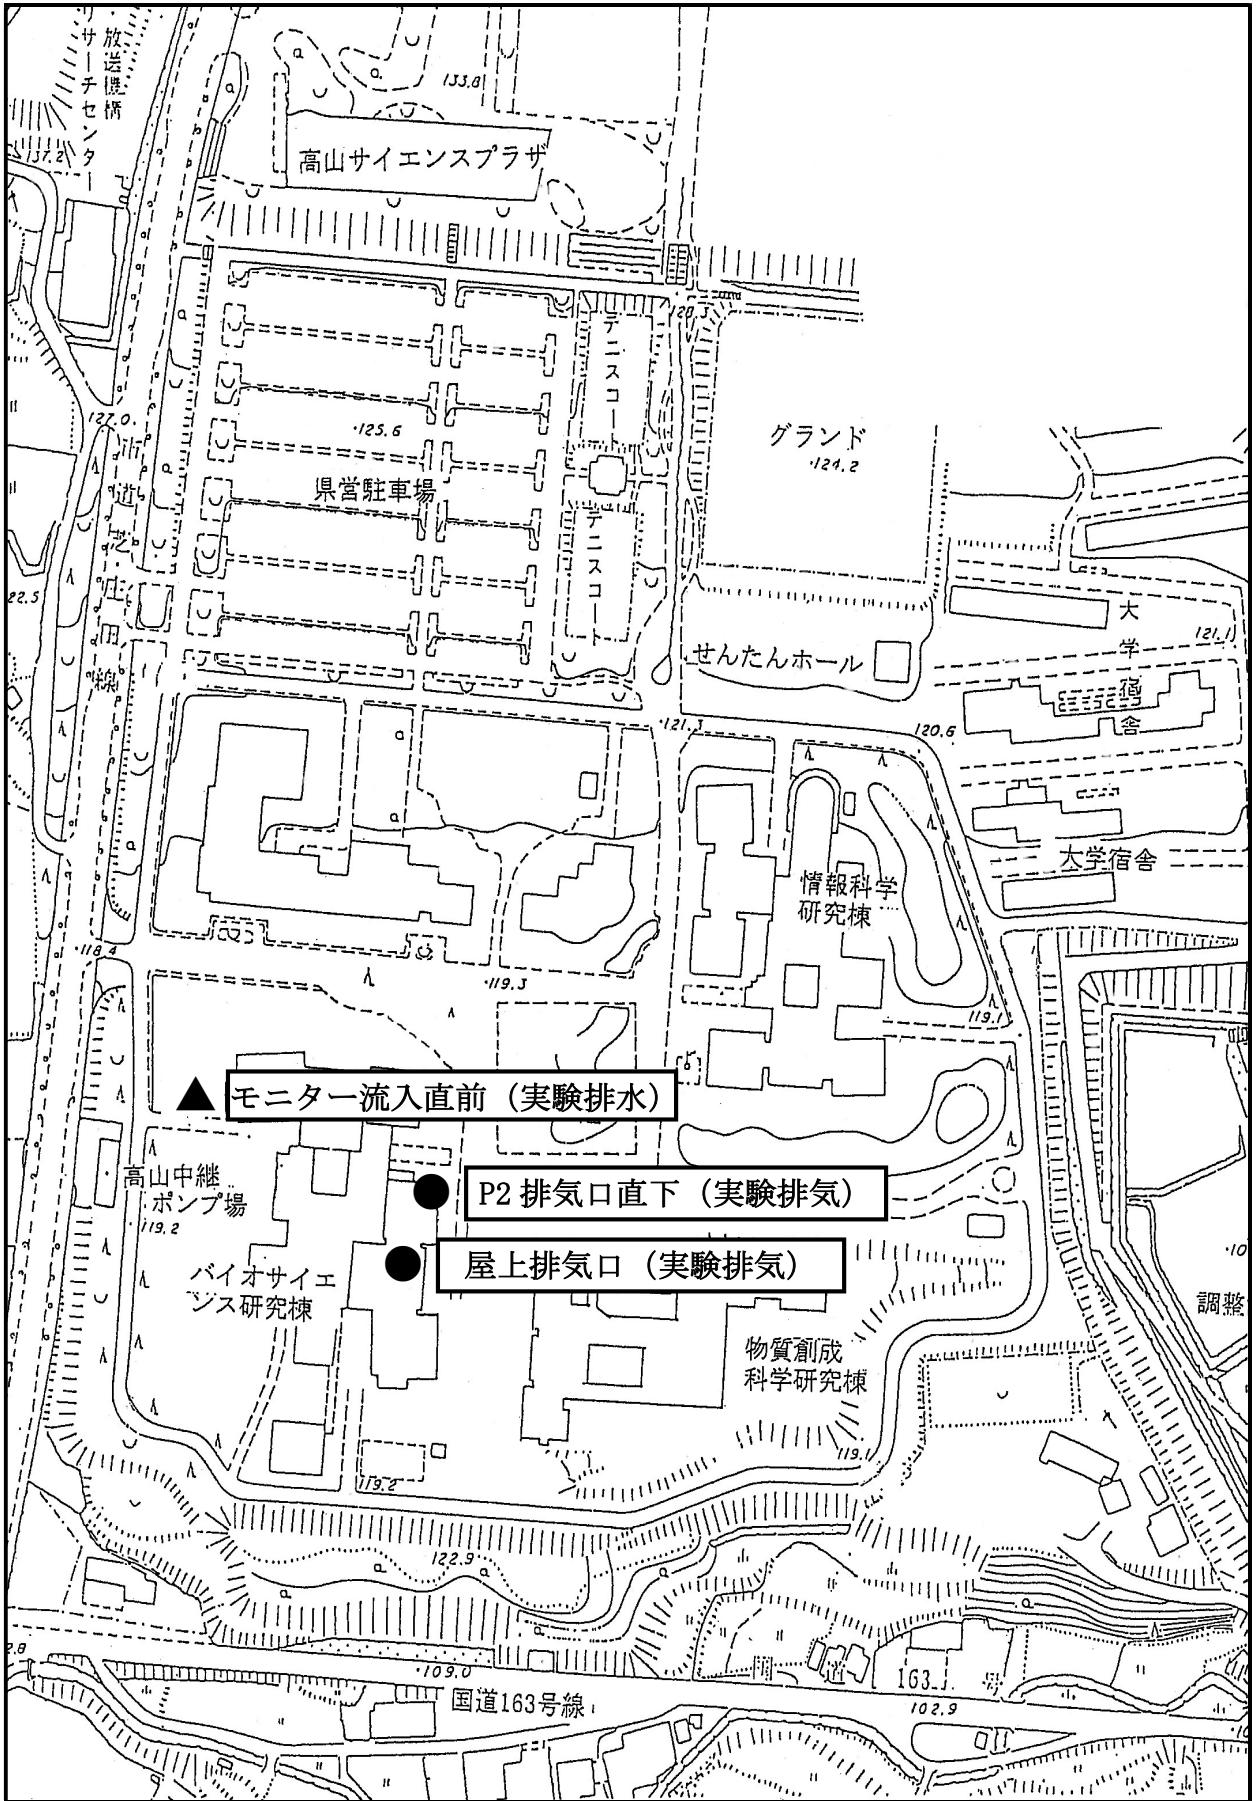 放送機構
リサーチセンター
133.8
137.2
高山サイエンスプラザ
128.3
テニスコート
127.0
・125.6
グランド
・124.2
県営駐車場
テニスコート
22.5
大学宿舎
121.1
せんたんホール
・121.3
120.6
大学宿舎
情報科学
研究棟
・118.4
・119.3
119.1
モニター流入直前（実験排水）
高山中継
ポンプ場
・119.2
P2 排気口直下（実験排気）
屋上排気口（実験排気）
バイオサイエ
ンス研究棟
・10
調整
物質創成
科学研究棟
119.1
119.2
122.9
2.8
・109.0
国道163号線
163
102.9